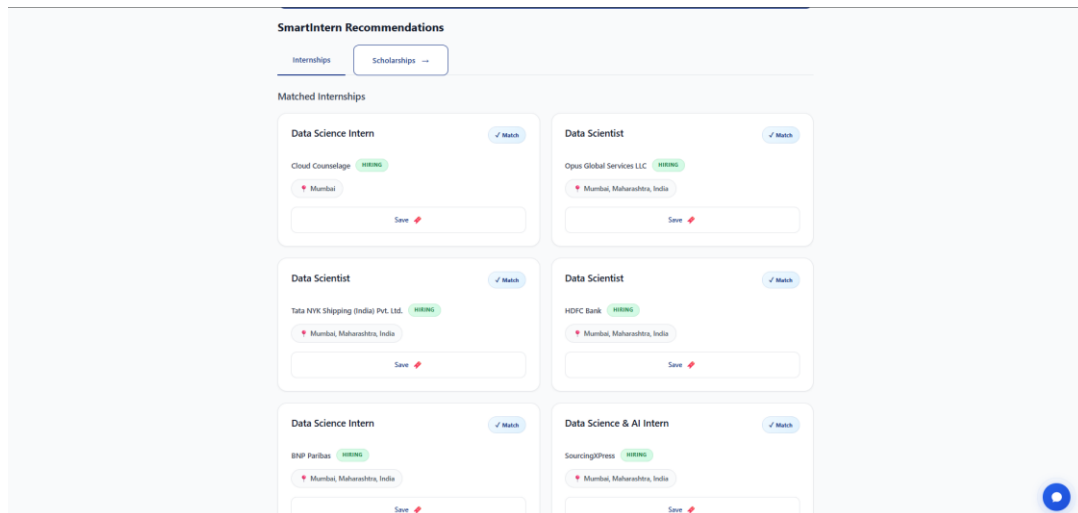 SmartIntern Recommendations
Internships
Scholarships →
Matched Internships
Data Science Intern
✓ Match
Cloud Counselage HIRING
Mumbai
Save
Data Scientist
✓ Match
Opus Global Services LLC HIRING
Mumbai, Maharashtra, India
Save
Data Scientist
✓ Match
Tata NYK Shipping (India) Pvt. Ltd. HIRING
Mumbai, Maharashtra, India
Save
Data Scientist
✓ Match
HDFC Bank HIRING
Mumbai, Maharashtra, India
Save
Data Science Intern
✓ Match
BNP Paribas HIRING
Mumbai, Maharashtra, India
Save
Data Science & AI Intern
✓ Match
SourcingXPress HIRING
Mumbai, Maharashtra, India
Save